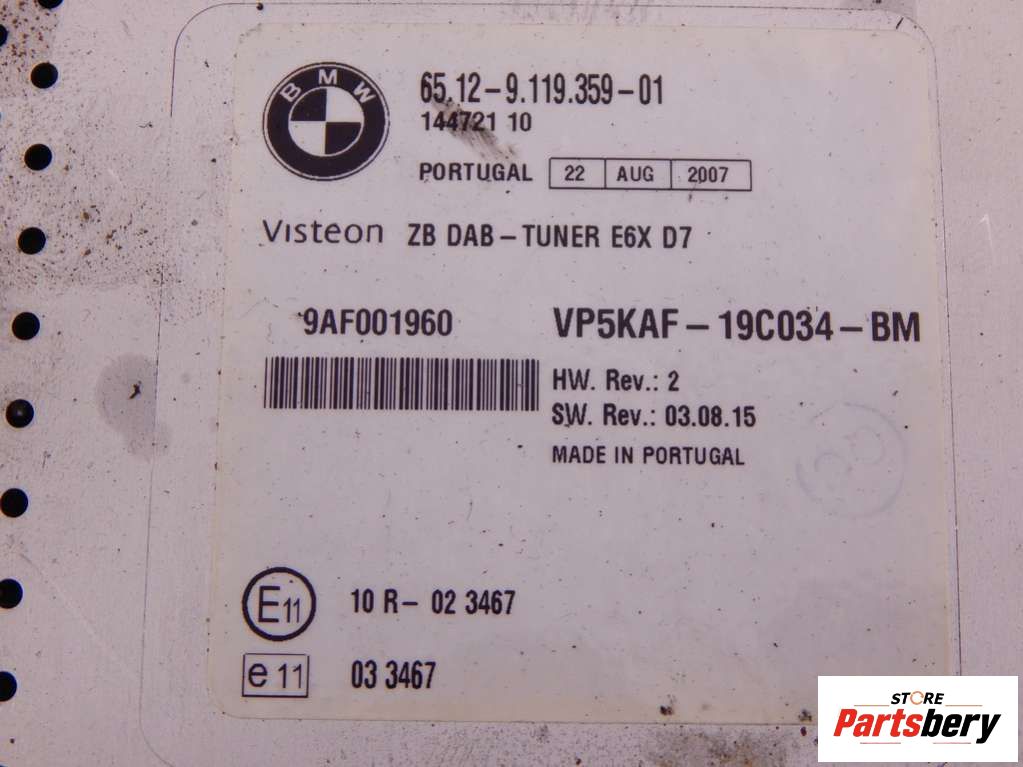 BMW
65.12-9.119.359-01
144721 10
PORTUGAL 22 AUG 2007
Visteon ZB DAB-TUNER E6X D7
9AF001960 VP5KAF-19C034-BM
HW. Rev.: 2
SW. Rev.: 03.08.15
MADE IN PORTUGAL
E11 10 R-02 3467
e11 03 3467
STORE
Partsbery